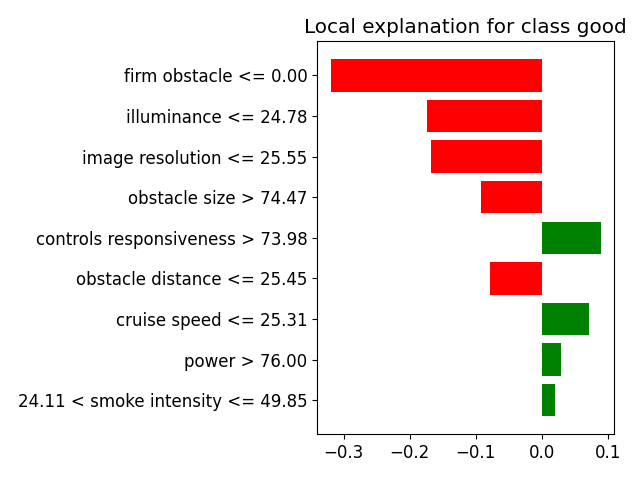 Local explanation for class good
firm obstacle <= 0.00
illuminance <= 24.78
image resolution <= 25.55
obstacle size > 74.47
controls responsiveness > 73.98
obstacle distance <= 25.45
cruise speed <= 25.31
power > 76.00
24.11 < smoke intensity <= 49.85
−0.3 −0.2 −0.1 0.0 0.1